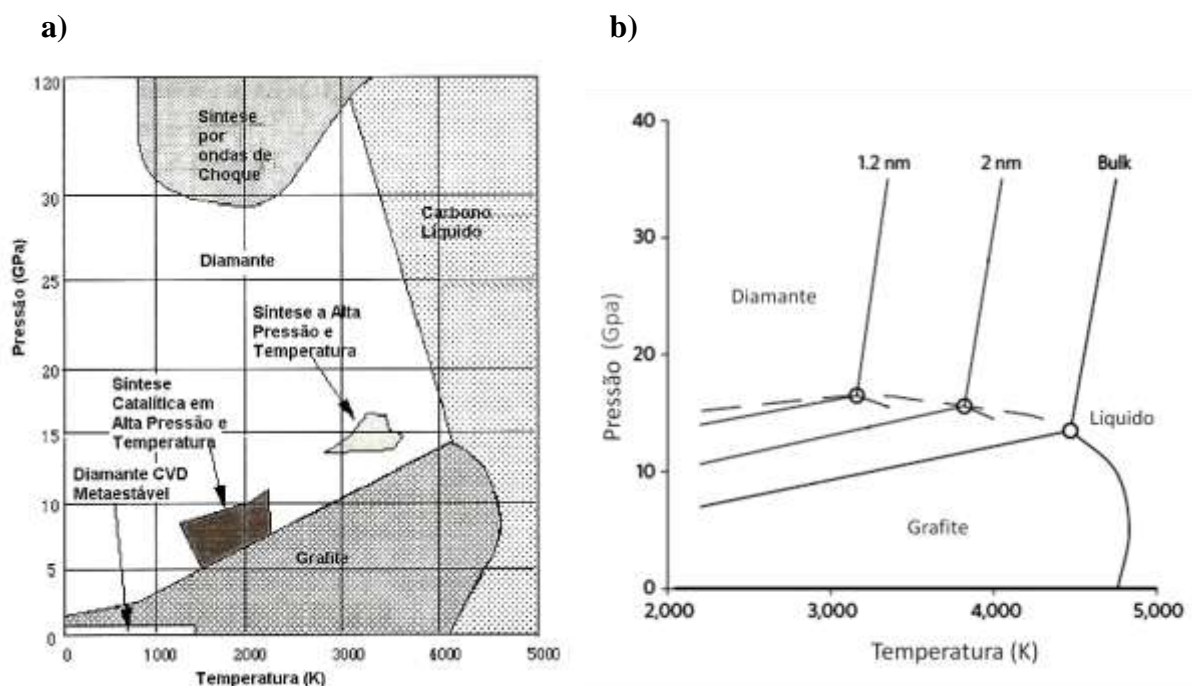 a)
120
30
25
20
15
10
5
0
Pressão (GPa)
Síntese
por
ondas de
Choque
Carbono
Líquido
Diamante
Síntese a Alta
Pressão e
Temperatura
Síntese
Catalítica em
Alta Pressão e
Temperatura
Diamante CVD
Metaestável
Grafite
0 1000 2000 3000 4000 5000
Temperatura (K)
b)
40
30
20
10
0
Pressão (Gpa)
1.2 nm 2 nm Bulk
Diamante
Liquido
Grafite
2,000 3,000 4,000 5,000
Temperatura (K)